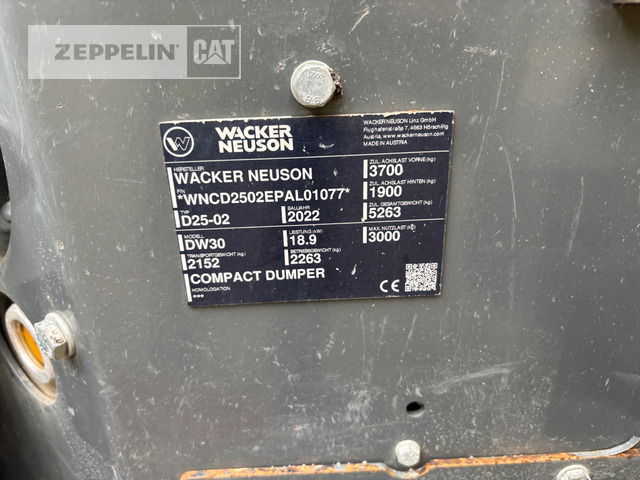 ZEPPELIN CAT
WACKER
NEUSON
WACKER NEUSON Linz GmbH
Flughafenstraße 7, 4063 Hörsching
Austria, www.wackerneuson.com
MADE IN AUSTRIA
HERSTELLER
WACKER NEUSON
FIN
*WNCD2502EPAL01077*
TYP
D25-02
BAUJAHR
2022
MODELL
DW30
LEISTUNG (kW)
18.9
TRANSPORTGEWICHT (kg)
2152
BETRIEBSGEWICHT (kg)
2263
COMPACT DUMPER
HOMOLOGATION
***
ZUL. ACHSLAST VORNE (kg)
3700
ZUL. ACHSLAST HINTEN (kg)
1900
ZUL. GESAMTGEWICHT (kg)
5263
MAX. NUTZLAST (kg)
3000
CE